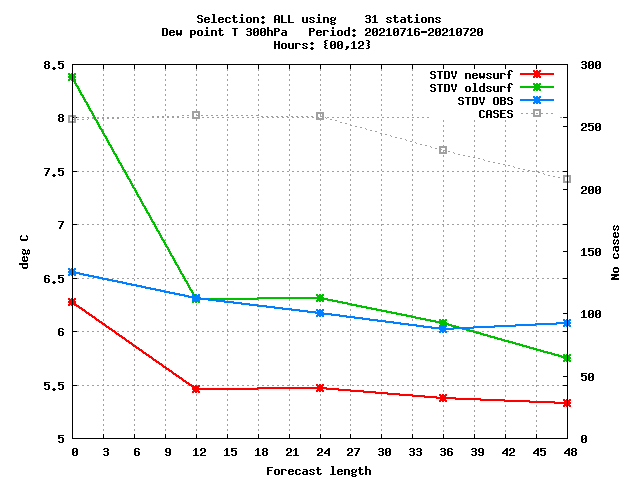 Selection: ALL using    31 stations
Dew point T 300hPa   Period: 20210716-20210720
Hours: {00,12}
STDV newsurf
STDV oldsurf
STDV OBS
CASES
8.5
8
7.5
7
6.5
6
5.5
5
deg C
300
250
200
150
100
50
0
No cases
0 3 6 9 12 15 18 21 24 27 30 33 36 39 42 45 48
Forecast length